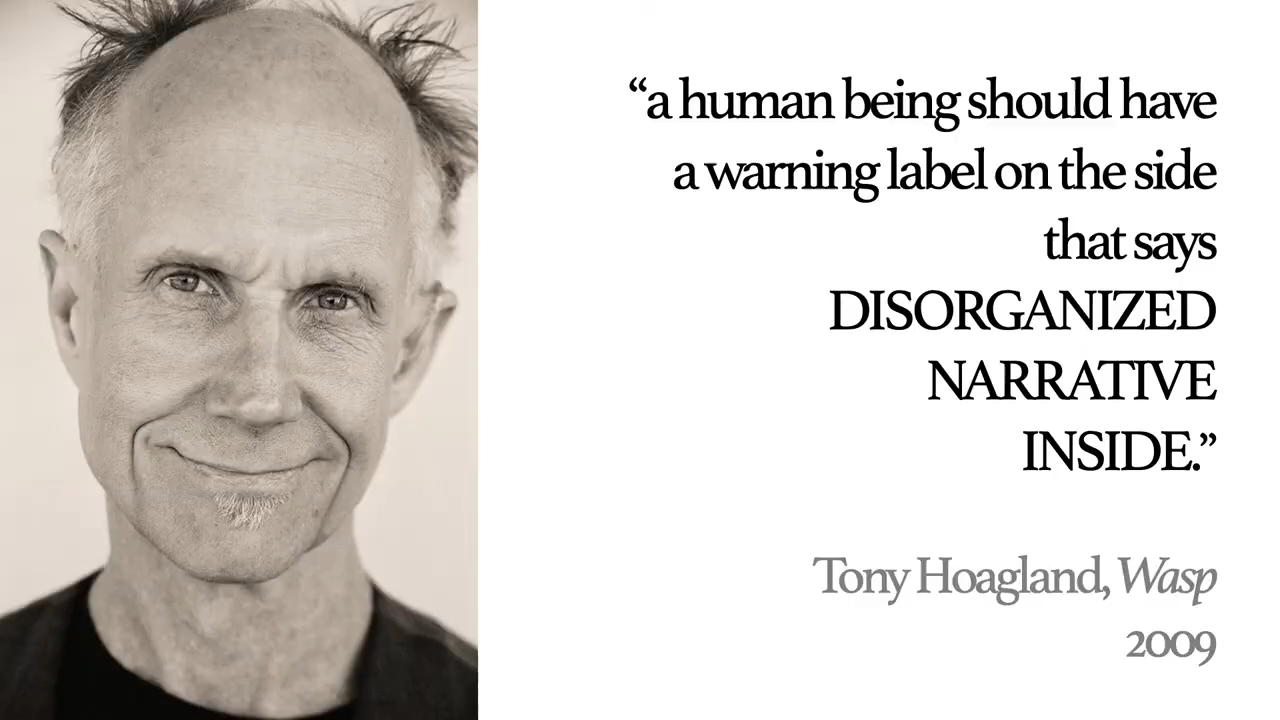 “a human being should have
a warning label on the side
that says
DISORGANIZED
NARRATIVE
INSIDE.”
Tony Hoagland, Wasp
2009